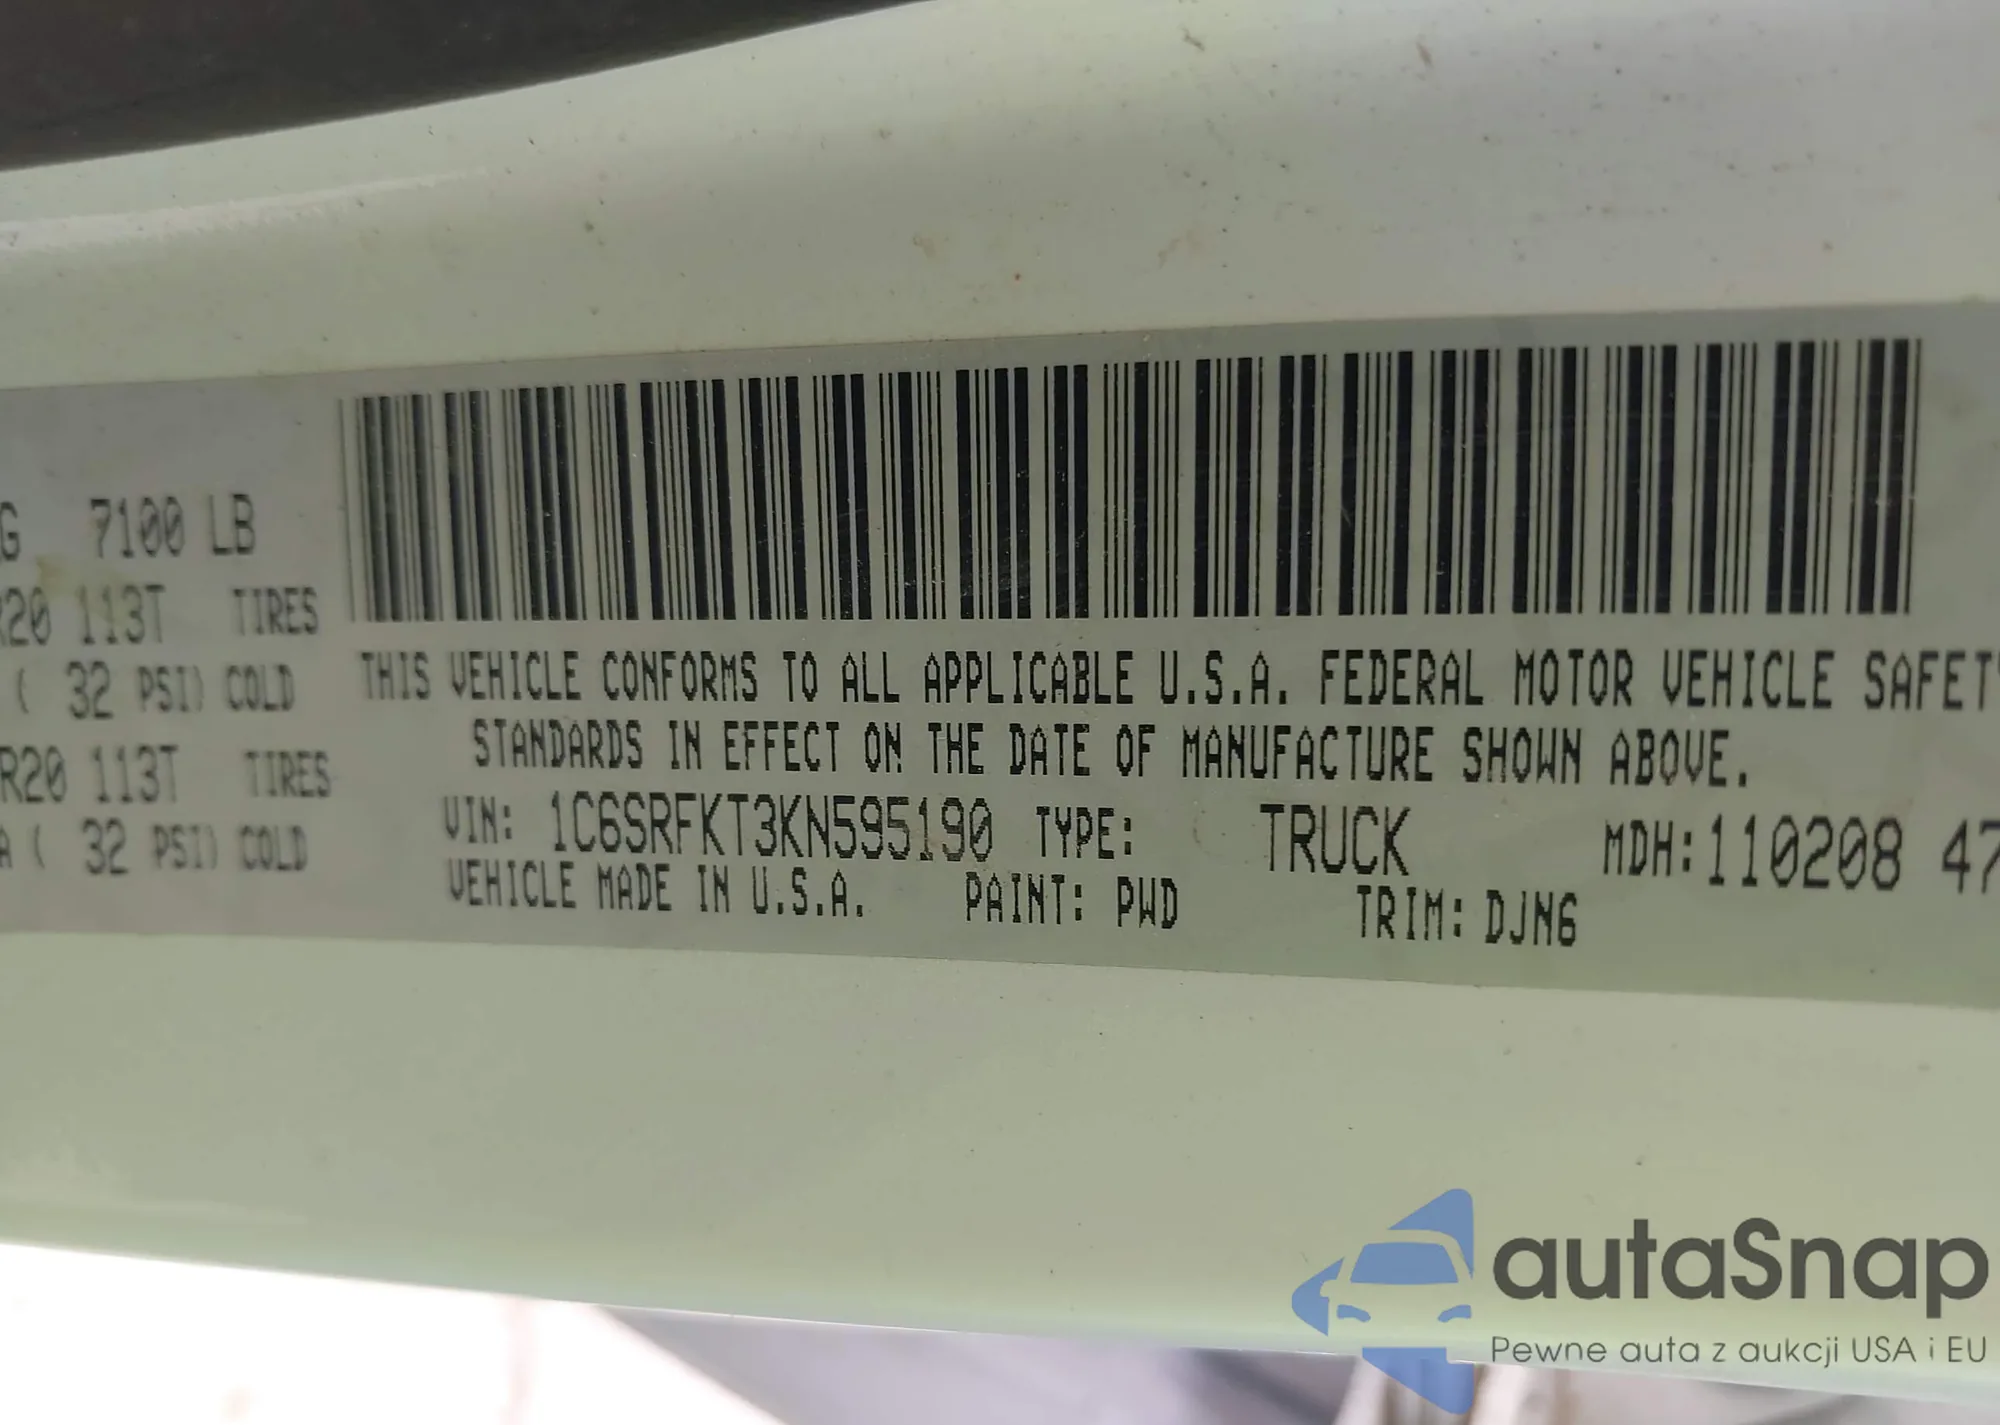 G 7100 LB
R20 113T TIRES
( 32 PSI) COLD
R20 113T TIRES
A ( 32 PSI) COLD
THIS VEHICLE CONFORMS TO ALL APPLICABLE U.S.A. FEDERAL MOTOR VEHICLE SAFETY
STANDARDS IN EFFECT ON THE DATE OF MANUFACTURE SHOWN ABOVE.
VIN: 1C6SRFKT3KN595190 TYPE: TRUCK MDH:110208 47
VEHICLE MADE IN U.S.A. PAINT: PWD TRIM: DJN6
autaSnap
Pewne auta z aukcji USA i EU